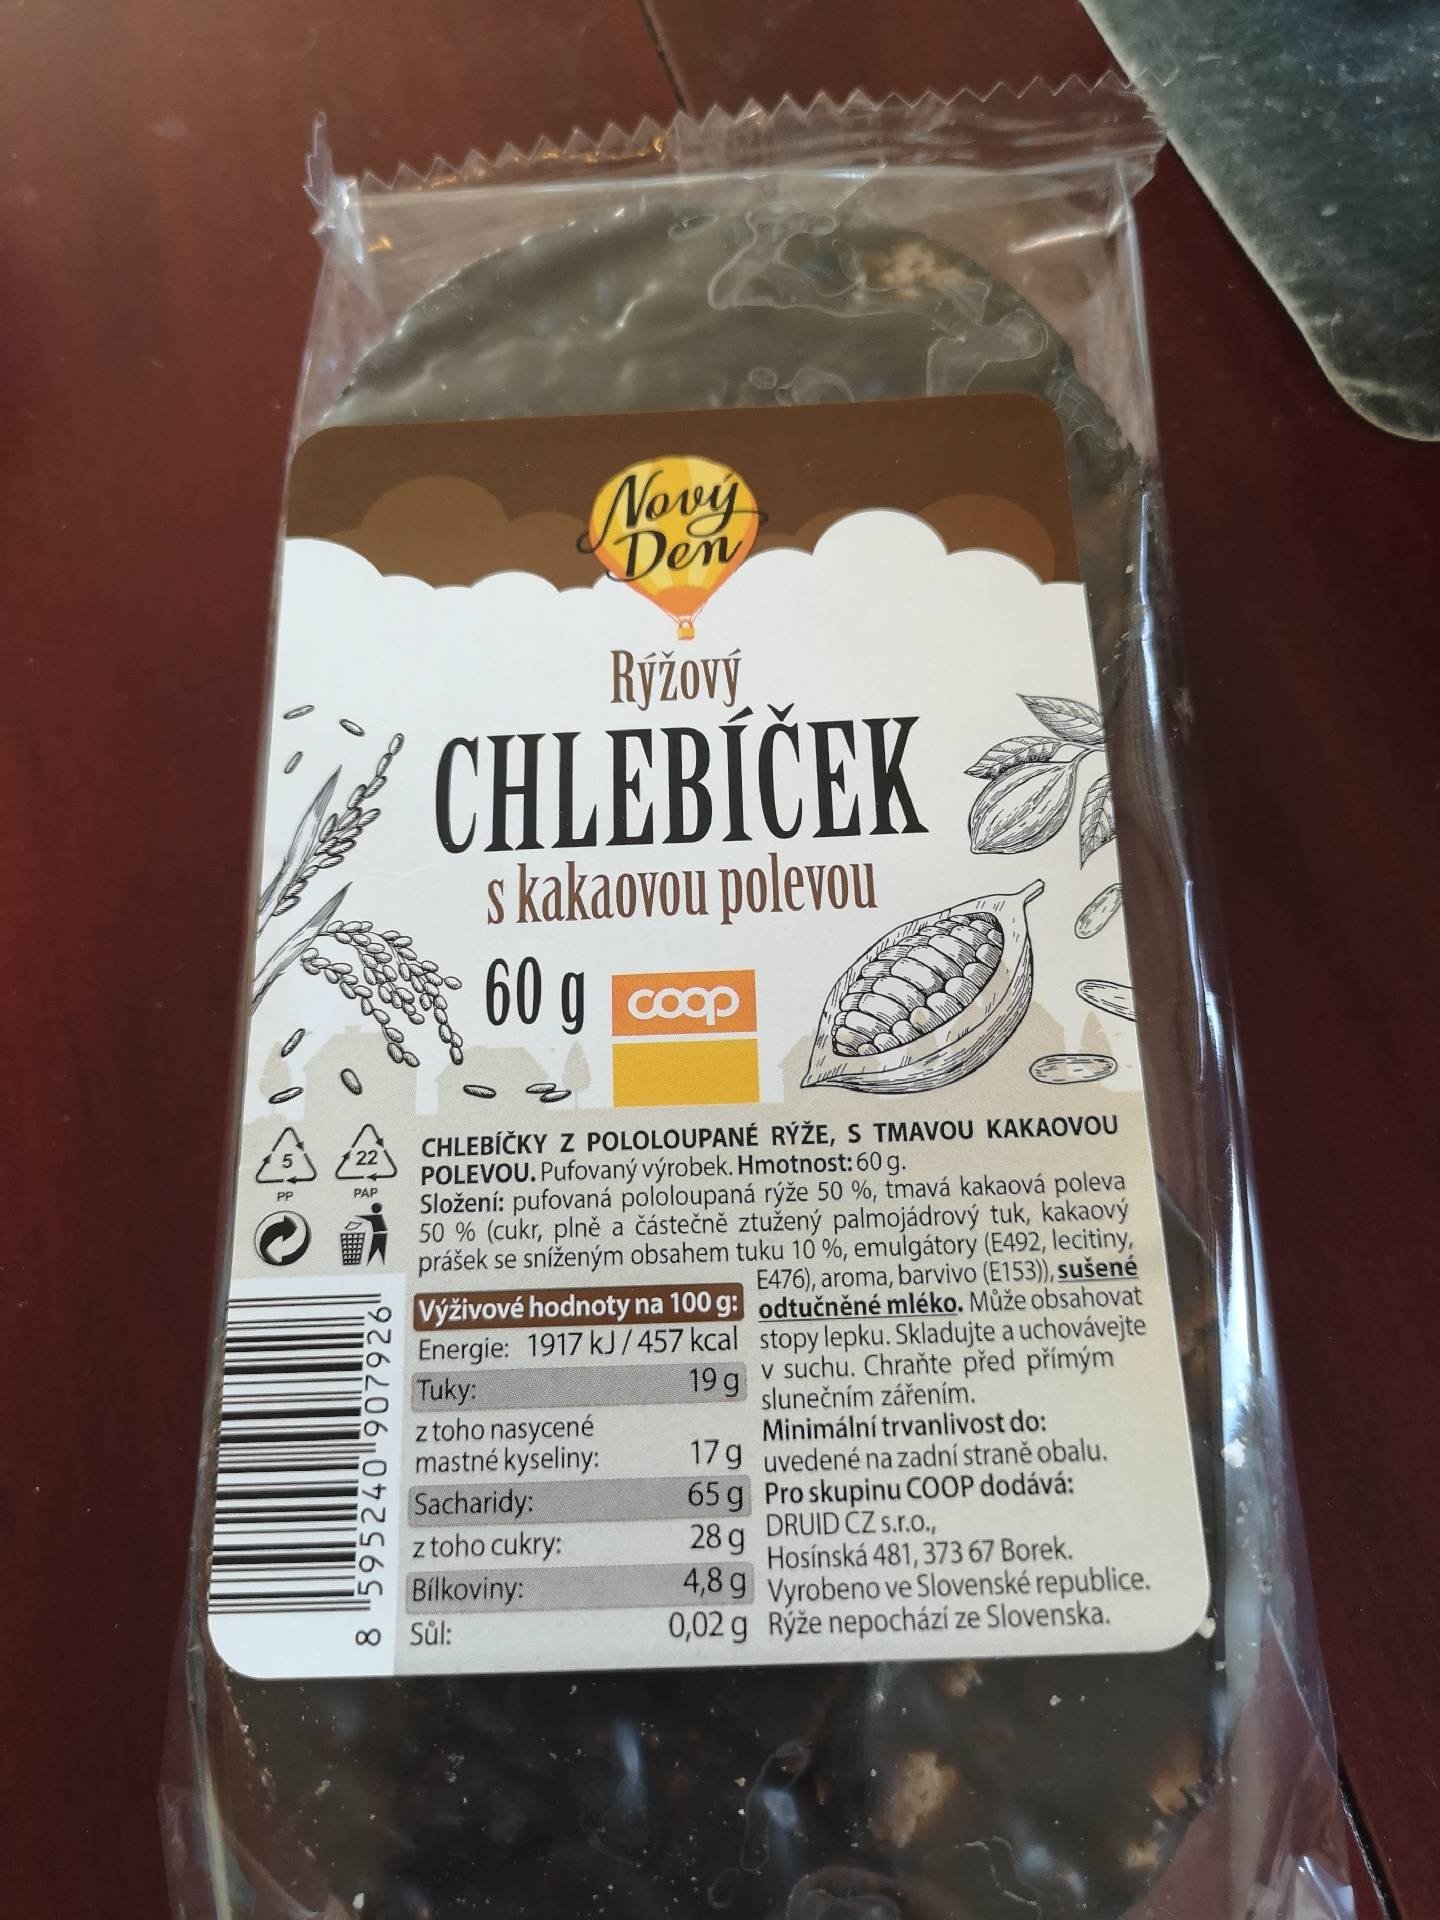 Nový
Den
Rýžový
CHLEBÍČEK
s kakaovou polevou
60 g
coop
5
PP
22
PAP
CHLEBÍČKY Z POLOLOUPANÉ RÝŽE, S TMAVOU KAKAOVOU
POLEVOU. Pufovaný výrobek. Hmotnost: 60 g.
Složení: pufovaná pololoupaná rýže 50 %, tmavá kakaová poleva
50 % (cukr, plně a částečně ztužený palmojádrový tuk, kakaový
prášek se sníženým obsahem tuku 10 %, emulgátory (E492, lecitiny,
E476), aroma, barvivo (E153)), sušené
odtučněné mléko. Může obsahovat
stopy lepku. Skladujte a uchovávejte
v suchu. Chraňte před přímým
slunečním zářením.
Minimální trvanlivost do:
uvedené na zadní straně obalu.
Pro skupinu COOP dodává:
DRUID CZ s.r.o.,
Hosínská 481, 373 67 Borek.
Vyrobeno ve Slovenské republice.
Rýže nepochází ze Slovenska.
Výživové hodnoty na 100 g:
Energie: 1917 kJ / 457 kcal
Tuky: 19 g
z toho nasycené
mastné kyseliny: 17 g
Sacharidy: 65 g
z toho cukry: 28 g
Bílkoviny: 4,8 g
Sůl: 0,02 g
8 595240 907926